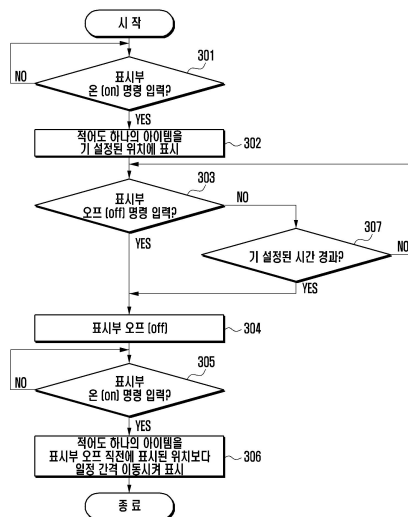 시 작
301
표시부
온 (on) 명령 입력?
NO
YES
적어도 하나의 아이템을
기 설정된 위치에 표시
302
303
표시부
오프 (off) 명령 입력?
NO
YES
307
기 설정된 시간 경과?
NO
YES
표시부 오프 (off)
304
305
표시부
온 (on) 명령 입력?
NO
YES
적어도 하나의 아이템을
표시부 오프 직전에 표시된 위치보다
일정 간격 이동시켜 표시
306
종 료